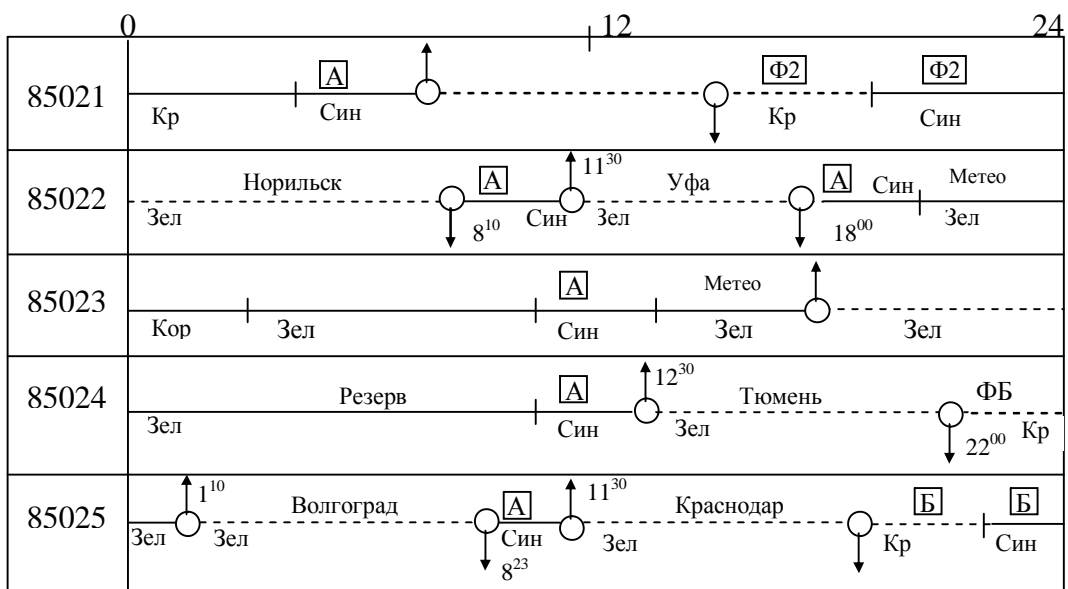 0 12 24
85021 А Ф2 Ф2
Кр Син Кр Син
85022 Норильск А 11³⁰ Уфа А Син Метео
Зел 8¹⁰ Син Зел 18⁰⁰ Зел
85023 А Метео
Кор Зел Син Зел Зел
85024 Резерв А 12³⁰ Тюмень ФБ
Зел Син Зел 22⁰⁰ Кр
85025 1¹⁰ Волгоград А 11³⁰ Краснодар Б Б
Зел Зел 8²³ Син Зел Кр Син